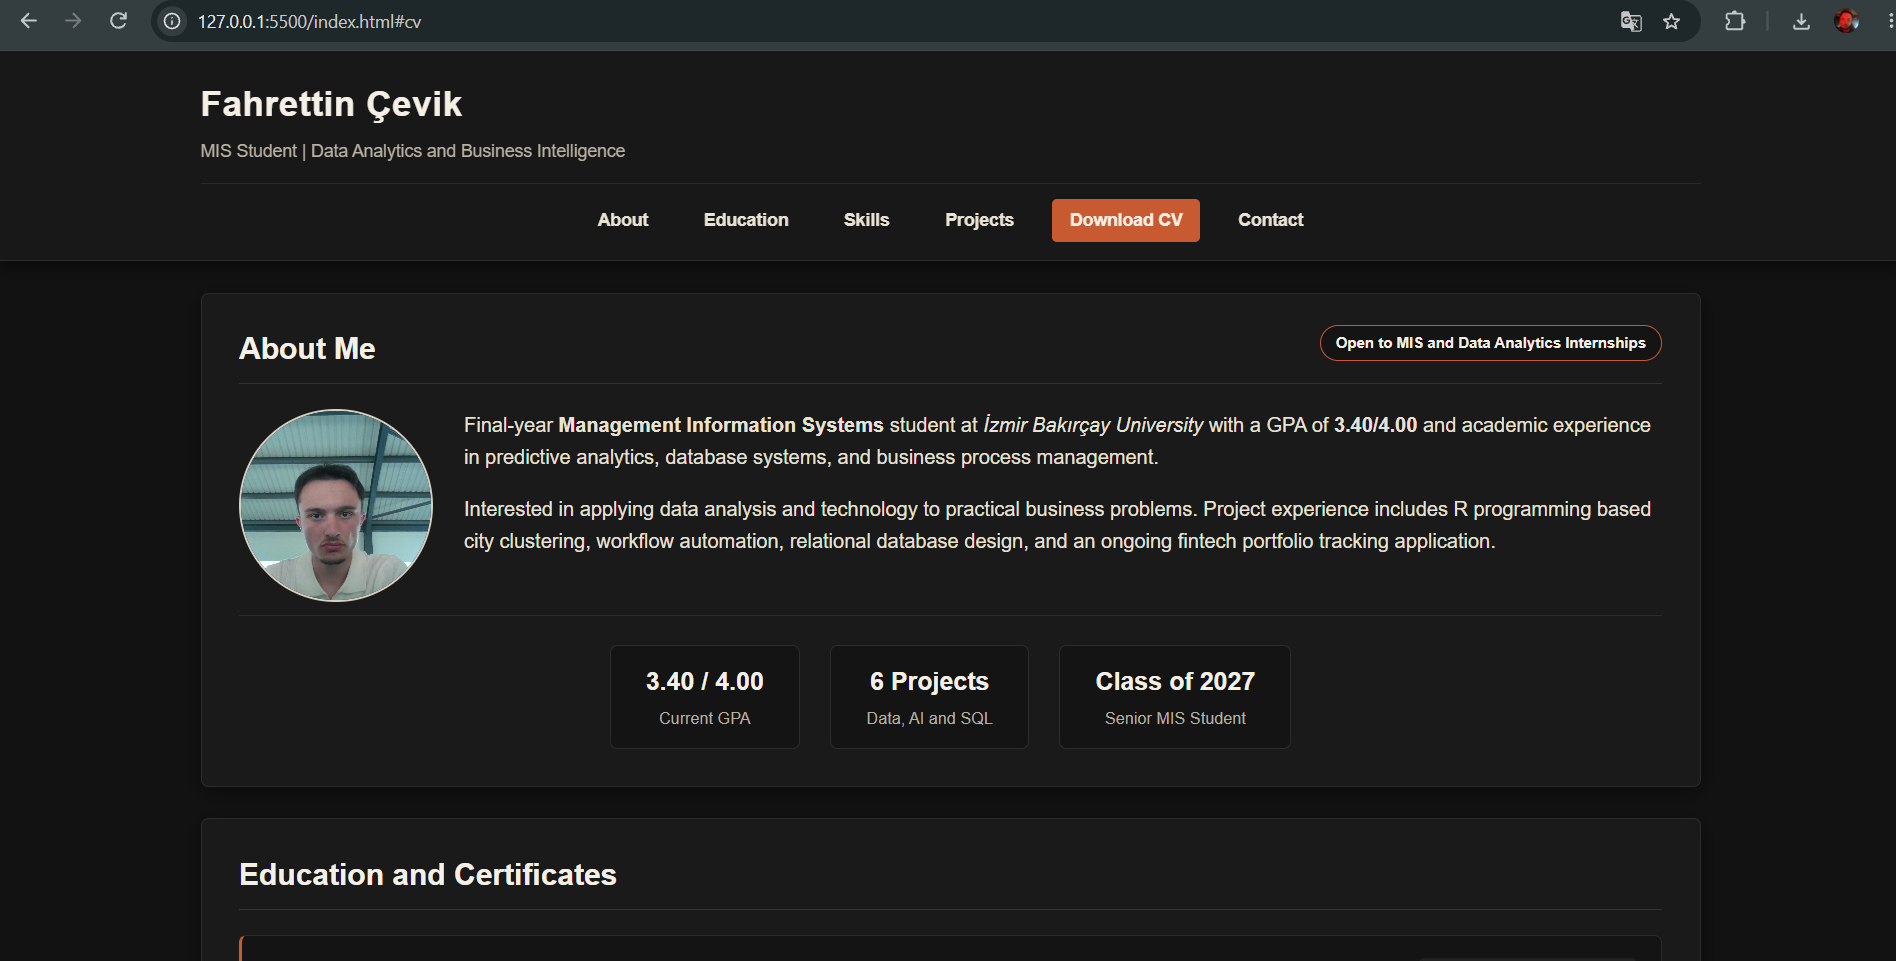 127.0.0.1:5500/index.html#cv
Fahrettin Çevik
MIS Student | Data Analytics and Business Intelligence
About Education Skills Projects Download CV Contact
About Me
Open to MIS and Data Analytics Internships
Final-year Management Information Systems student at İzmir Bakırçay University with a GPA of 3.40/4.00 and academic experience
in predictive analytics, database systems, and business process management.
Interested in applying data analysis and technology to practical business problems. Project experience includes R programming based
city clustering, workflow automation, relational database design, and an ongoing fintech portfolio tracking application.
3.40 / 4.00
Current GPA
6 Projects
Data, AI and SQL
Class of 2027
Senior MIS Student
Education and Certificates